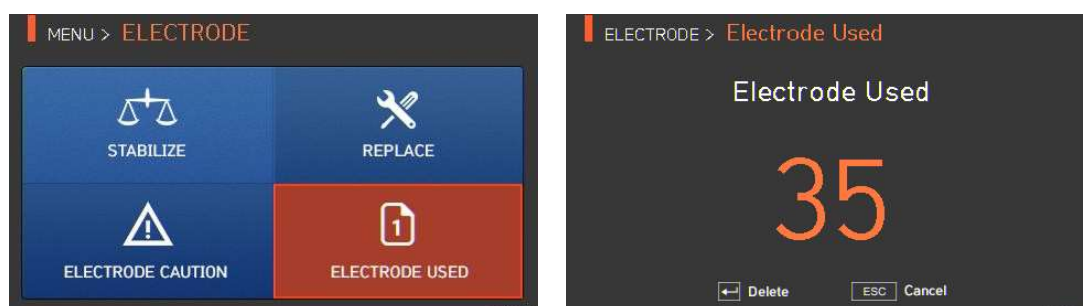 MENU > ELECTRODE
STABILIZE
REPLACE
ELECTRODE CAUTION
1
ELECTRODE USED
ELECTRODE > Electrode Used
Electrode Used
35
Delete
ESC Cancel